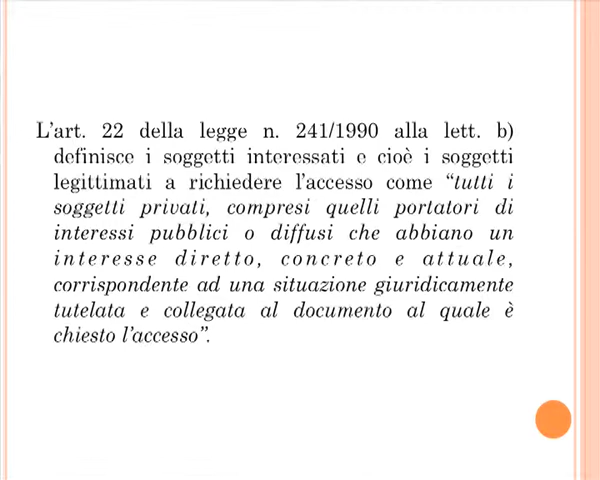 L'art. 22 della legge n. 241/1990 alla lett. b)
definisce i soggetti interessati e cioè i soggetti
legittimati a richiedere l'accesso come “tutti i
soggetti privati, compresi quelli portatori di
interessi pubblici o diffusi che abbiano un
interesse diretto, concreto e attuale,
corrispondente ad una situazione giuridicamente
tutelata e collegata al documento al quale è
chiesto l'accesso”.